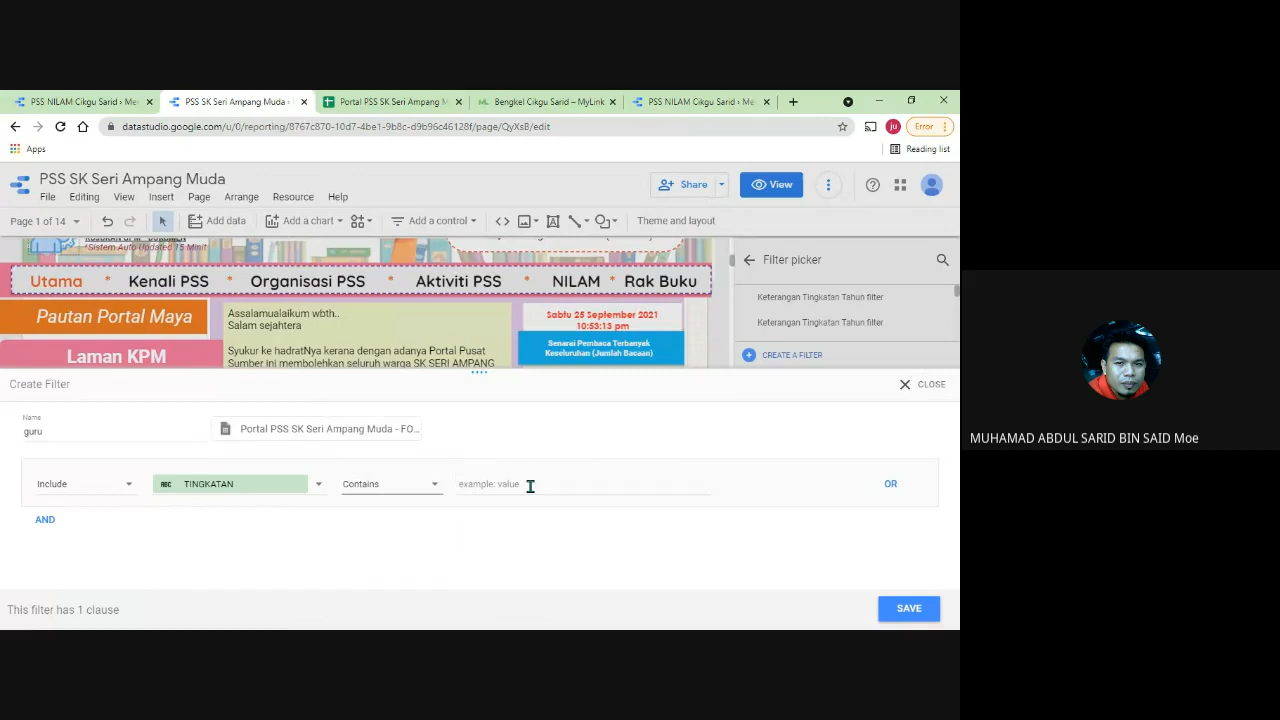 PSS NILAM Cikgu Sarid › Me
PSS SK Seri Ampang Muda ›
Portal PSS SK Seri Ampang M
Bengkel Cikgu Sarid – MyLink
PSS NILAM Cikgu Sarid › Me
datastudio.google.com/u/0/reporting/8767c870-10d7-4be1-9b8c-d9b96c46128f/page/QyXsB/edit
ju
Error
Apps
Reading list
PSS SK Seri Ampang Muda
Share
View
File Editing View Insert Page Arrange Resource Help
Page 1 of 14
Add data
Add a chart
Add a control
Theme and layout
*Sistem Auto Updated 15 Minit
Filter picker
Utama * Kenali PSS * Organisasi PSS * Aktiviti PSS * NILAM * Rak Buku
Keterangan Tingkatan Tahun filter
Keterangan Tingkatan Tahun filter
CREATE A FILTER
Pautan Portal Maya
Laman KPM
Assalamualaikum wbth..
Salam sejahtera
Syukur ke hadratNya kerana dengan adanya Portal Pusat
Sumber ini membolehkan seluruh warga SK SERI AMPANG
Sabtu 25 September 2021
10:53:13 pm
Senarai Pembaca Terbanyak
Keseluruhan (Jumlah Bacaan)
Create Filter
CLOSE
Name
guru
Portal PSS SK Seri Ampang Muda - FO...
Include
ABC TINGKATAN
Contains
example: value
OR
AND
This filter has 1 clause
SAVE
MUHAMAD ABDUL SARID BIN SAID Moe